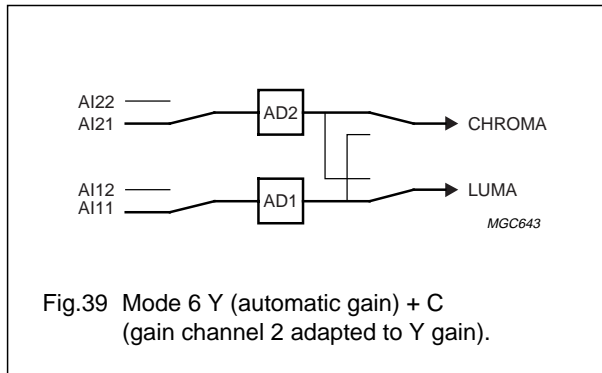 AI22
AI21
AD2
CHROMA
AI12
AI11
AD1
LUMA
MGC643
Fig.39 Mode 6 Y (automatic gain) + C
(gain channel 2 adapted to Y gain).